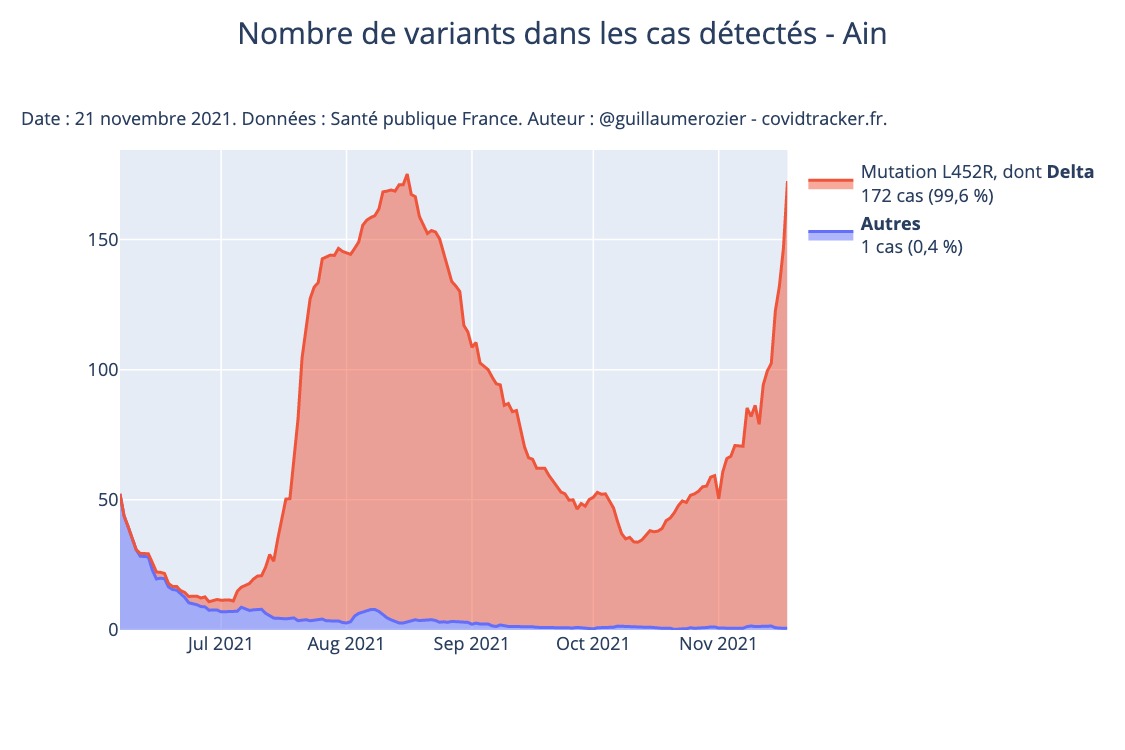 Nombre de variants dans les cas détectés - Ain
Date : 21 novembre 2021. Données : Santé publique France. Auteur : @guillaumerozier - covidtracker.fr.
Mutation L452R, dont Delta
172 cas (99,6 %)
Autres
1 cas (0,4 %)
150
100
50
0
Jul 2021
Aug 2021
Sep 2021
Oct 2021
Nov 2021